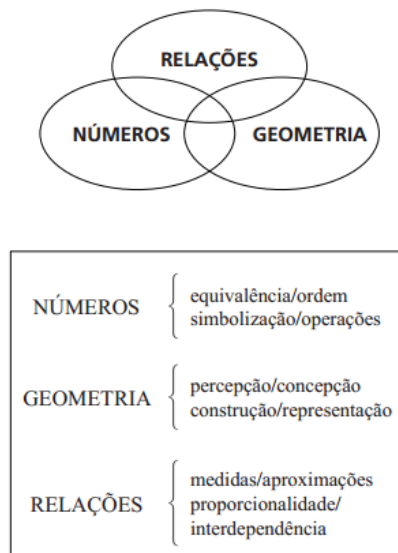 RELAÇÕES
NÚMEROS
GEOMETRIA
NÚMEROS
equivalência/ordem
simbolização/operações
GEOMETRIA
percepção/concepção
construção/representação
RELAÇÕES
medidas/aproximações
proporcionalidade/
interdependência